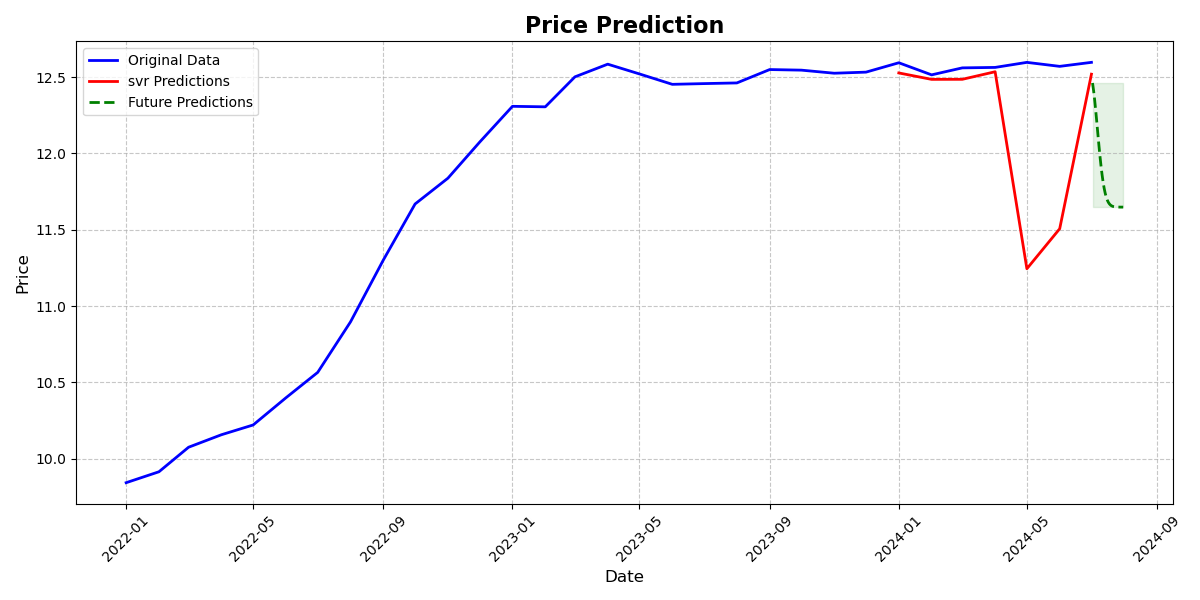 Price Prediction
Original Data
svr Predictions
Future Predictions
Price
12.5
12.0
11.5
11.0
10.5
10.0
2022-01
2022-05
2022-09
2023-01
2023-05
2023-09
2024-01
2024-05
2024-09
Date